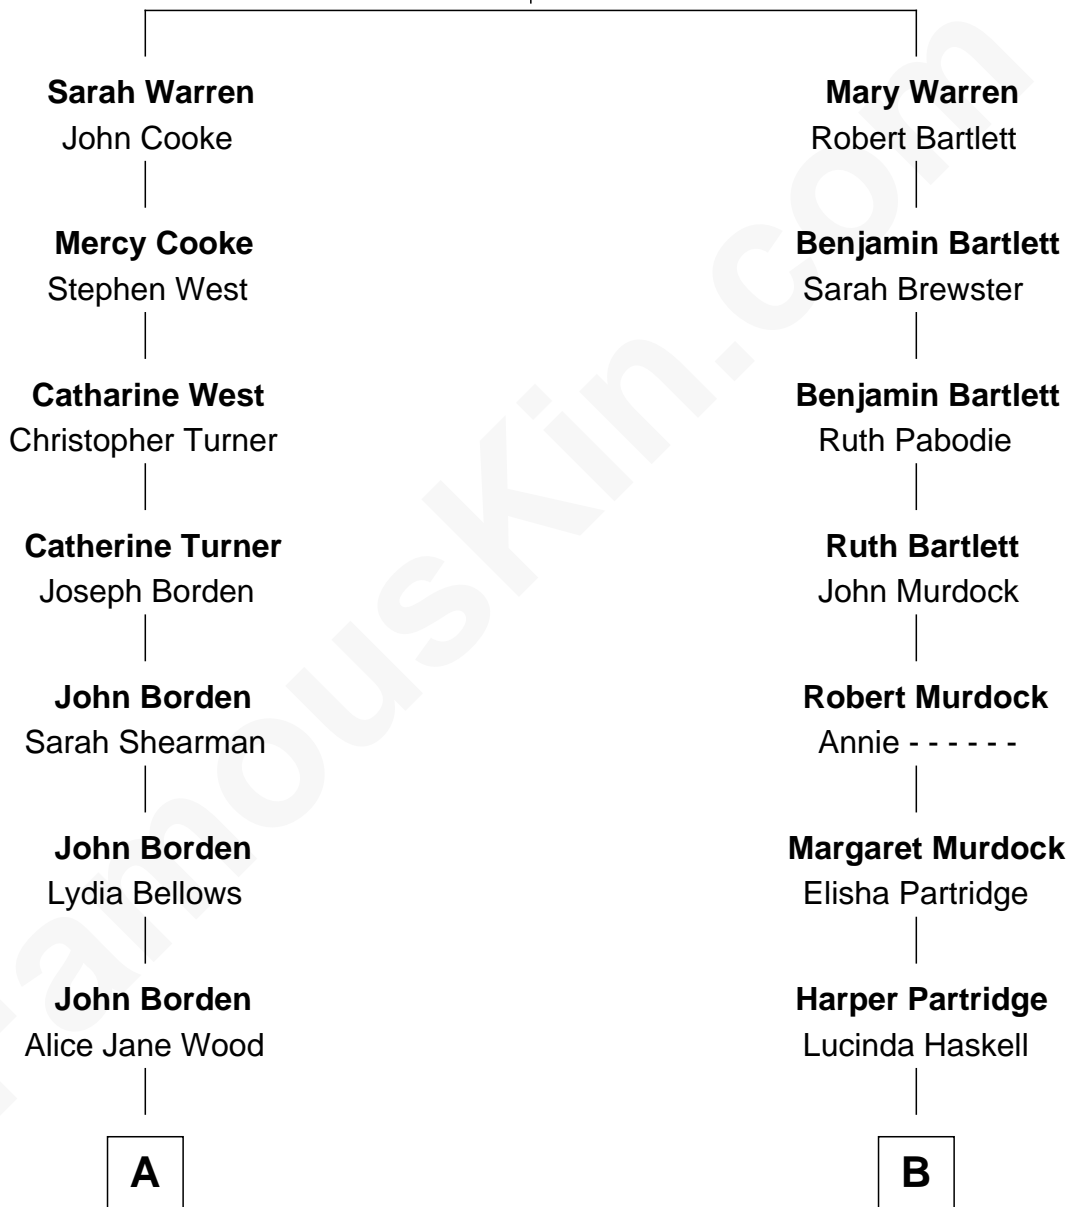 Sarah Warren
John Cooke
Mercy Cooke
Stephen West
Catharine West
Christopher Turner
Catherine Turner
Joseph Borden
John Borden
Sarah Shearman
John Borden
Lydia Bellows
John Borden
Alice Jane Wood
A
Mary Warren
Robert Bartlett
Benjamin Bartlett
Sarah Brewster
Benjamin Bartlett
Ruth Pabodie
Ruth Bartlett
John Murdock
Robert Murdock
Annie - - - - - -
Margaret Murdock
Elisha Partridge
Harper Partridge
Lucinda Haskell
B
FamousKin.com